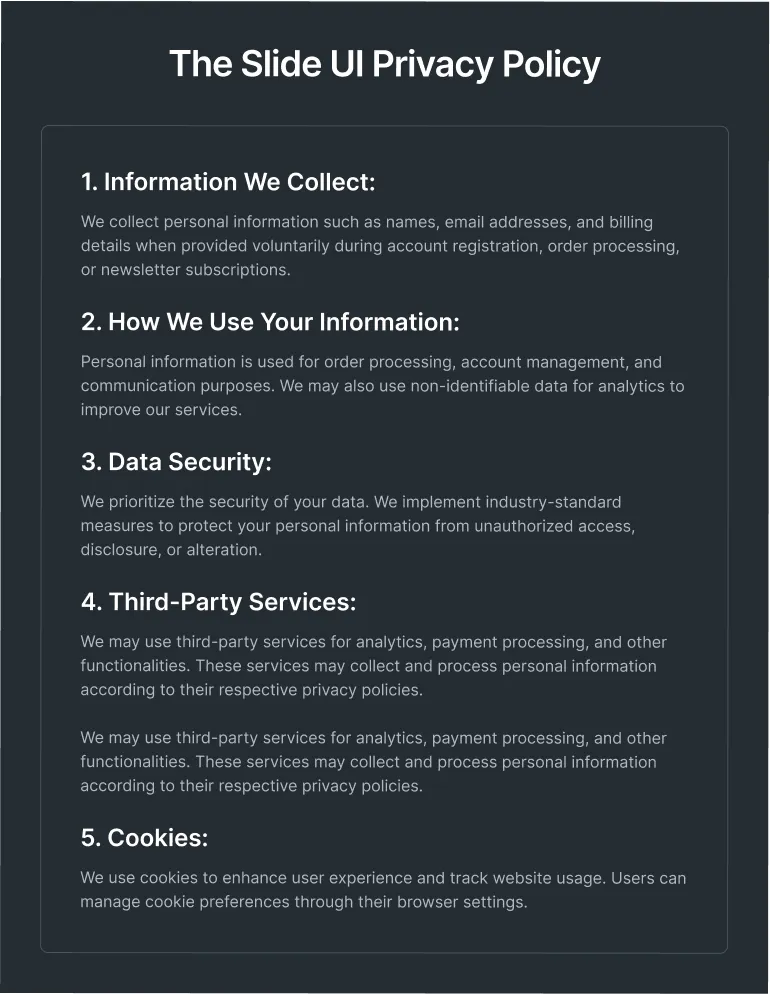 The Slide UI Privacy Policy
1. Information We Collect:
We collect personal information such as names, email addresses, and billing
details when provided voluntarily during account registration, order processing,
or newsletter subscriptions.
2. How We Use Your Information:
Personal information is used for order processing, account management, and
communication purposes. We may also use non-identifiable data for analytics to
improve our services.
3. Data Security:
We prioritize the security of your data. We implement industry-standard
measures to protect your personal information from unauthorized access,
disclosure, or alteration.
4. Third-Party Services:
We may use third-party services for analytics, payment processing, and other
functionalities. These services may collect and process personal information
according to their respective privacy policies.
We may use third-party services for analytics, payment processing, and other
functionalities. These services may collect and process personal information
according to their respective privacy policies.
5. Cookies:
We use cookies to enhance user experience and track website usage. Users can
manage cookie preferences through their browser settings.